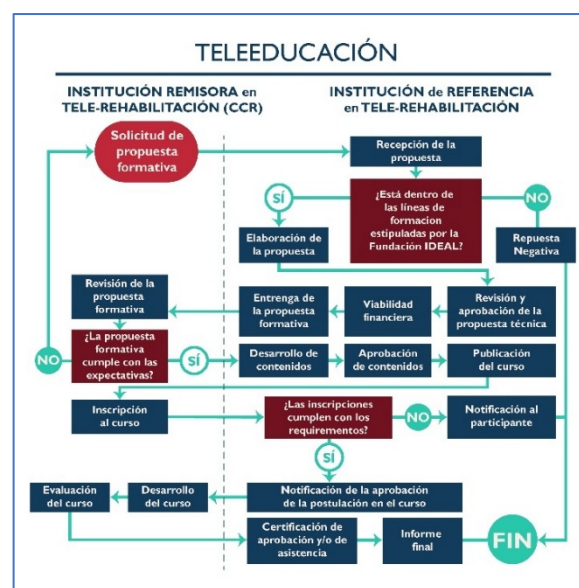 TELEEDUCACIÓN
INSTITUCIÓN REMISORA en
TELE-REHABILITACIÓN (CCR)
INSTITUCIÓN de REFERENCIA
en TELE-REHABILITACIÓN
Solicitud de
propuesta
formativa
Recepción de la
propuesta
¿Está dentro de
las líneas de
formacion
estipuladas por la
Fundación IDEAL?
SÍ
NO
Elaboración de
la propuesta
Repuesta
Negativa
Revisión de la
propuesta
formativa
Entrenga de
la propuesta
formativa
Viabilidad
financiera
Revisión y
aprobación de la
propuesta técnica
NO
¿La propuesta
formativa
cumple con las
expectativas?
SÍ
Desarrollo de
contenidos
Aprobación
de contenidos
Publicación
del curso
Inscripción
al curso
¿Las inscripciones
cumplen con los
requirementos?
NO
Notificación al
participante
SÍ
Evaluación
del curso
Desarrollo
del curso
Notificación de la aprobación
de la postulación en el curso
Certificación de
aprobación y/o de
asistencia
Informe
final
FIN